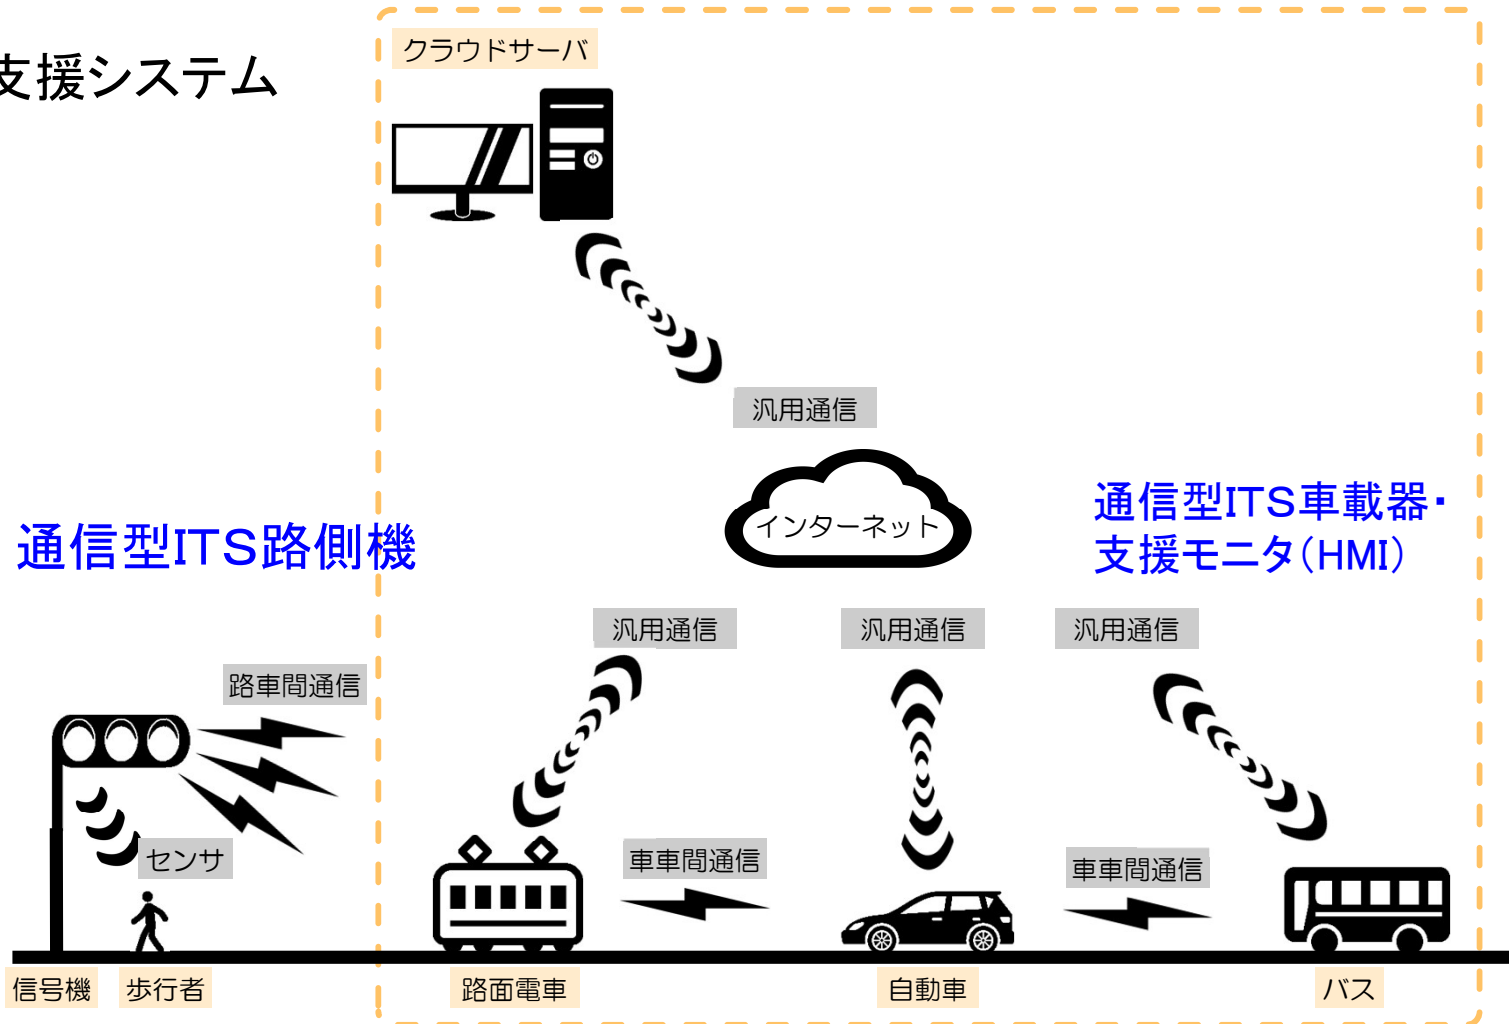 クラウドサーバ
支援システム
汎用通信
インターネット
通信型ITS路側機
通信型ITS車載器・
支援モニタ（HMI）
汎用通信
汎用通信
汎用通信
路車間通信
センサ
車車間通信
車車間通信
信号機
歩行者
路面電車
自動車
バス